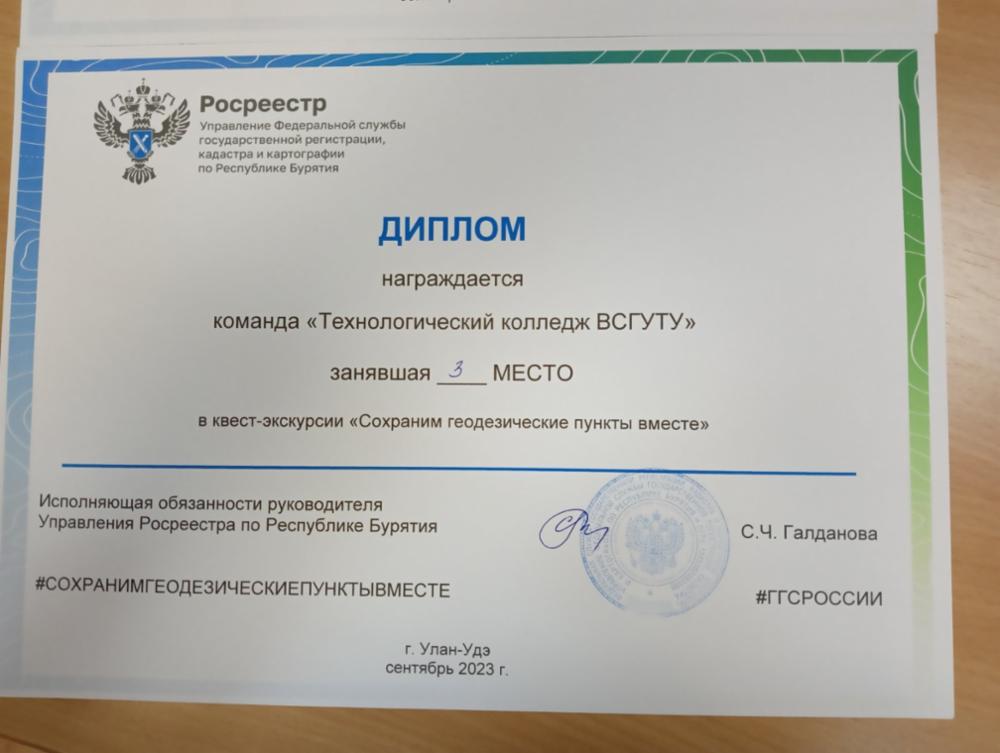 Росреестр
Управление Федеральной службы
государственной регистрации,
кадастра и картографии
по Республике Бурятия
ДИПЛОМ
награждается
команда «Технологический колледж ВСГУТУ»
занявшая 3 МЕСТО
в квест-экскурсии «Сохраним геодезические пункты вместе»
Исполняющая обязанности руководителя
Управления Росреестра по Республике Бурятия
С.Ч. Галданова
#СОХРАНИМГЕОДЕЗИЧЕСКИЕПУНКТЫВМЕСТЕ
#ГГСРОССИИ
г. Улан-Удэ
сентябрь 2023 г.